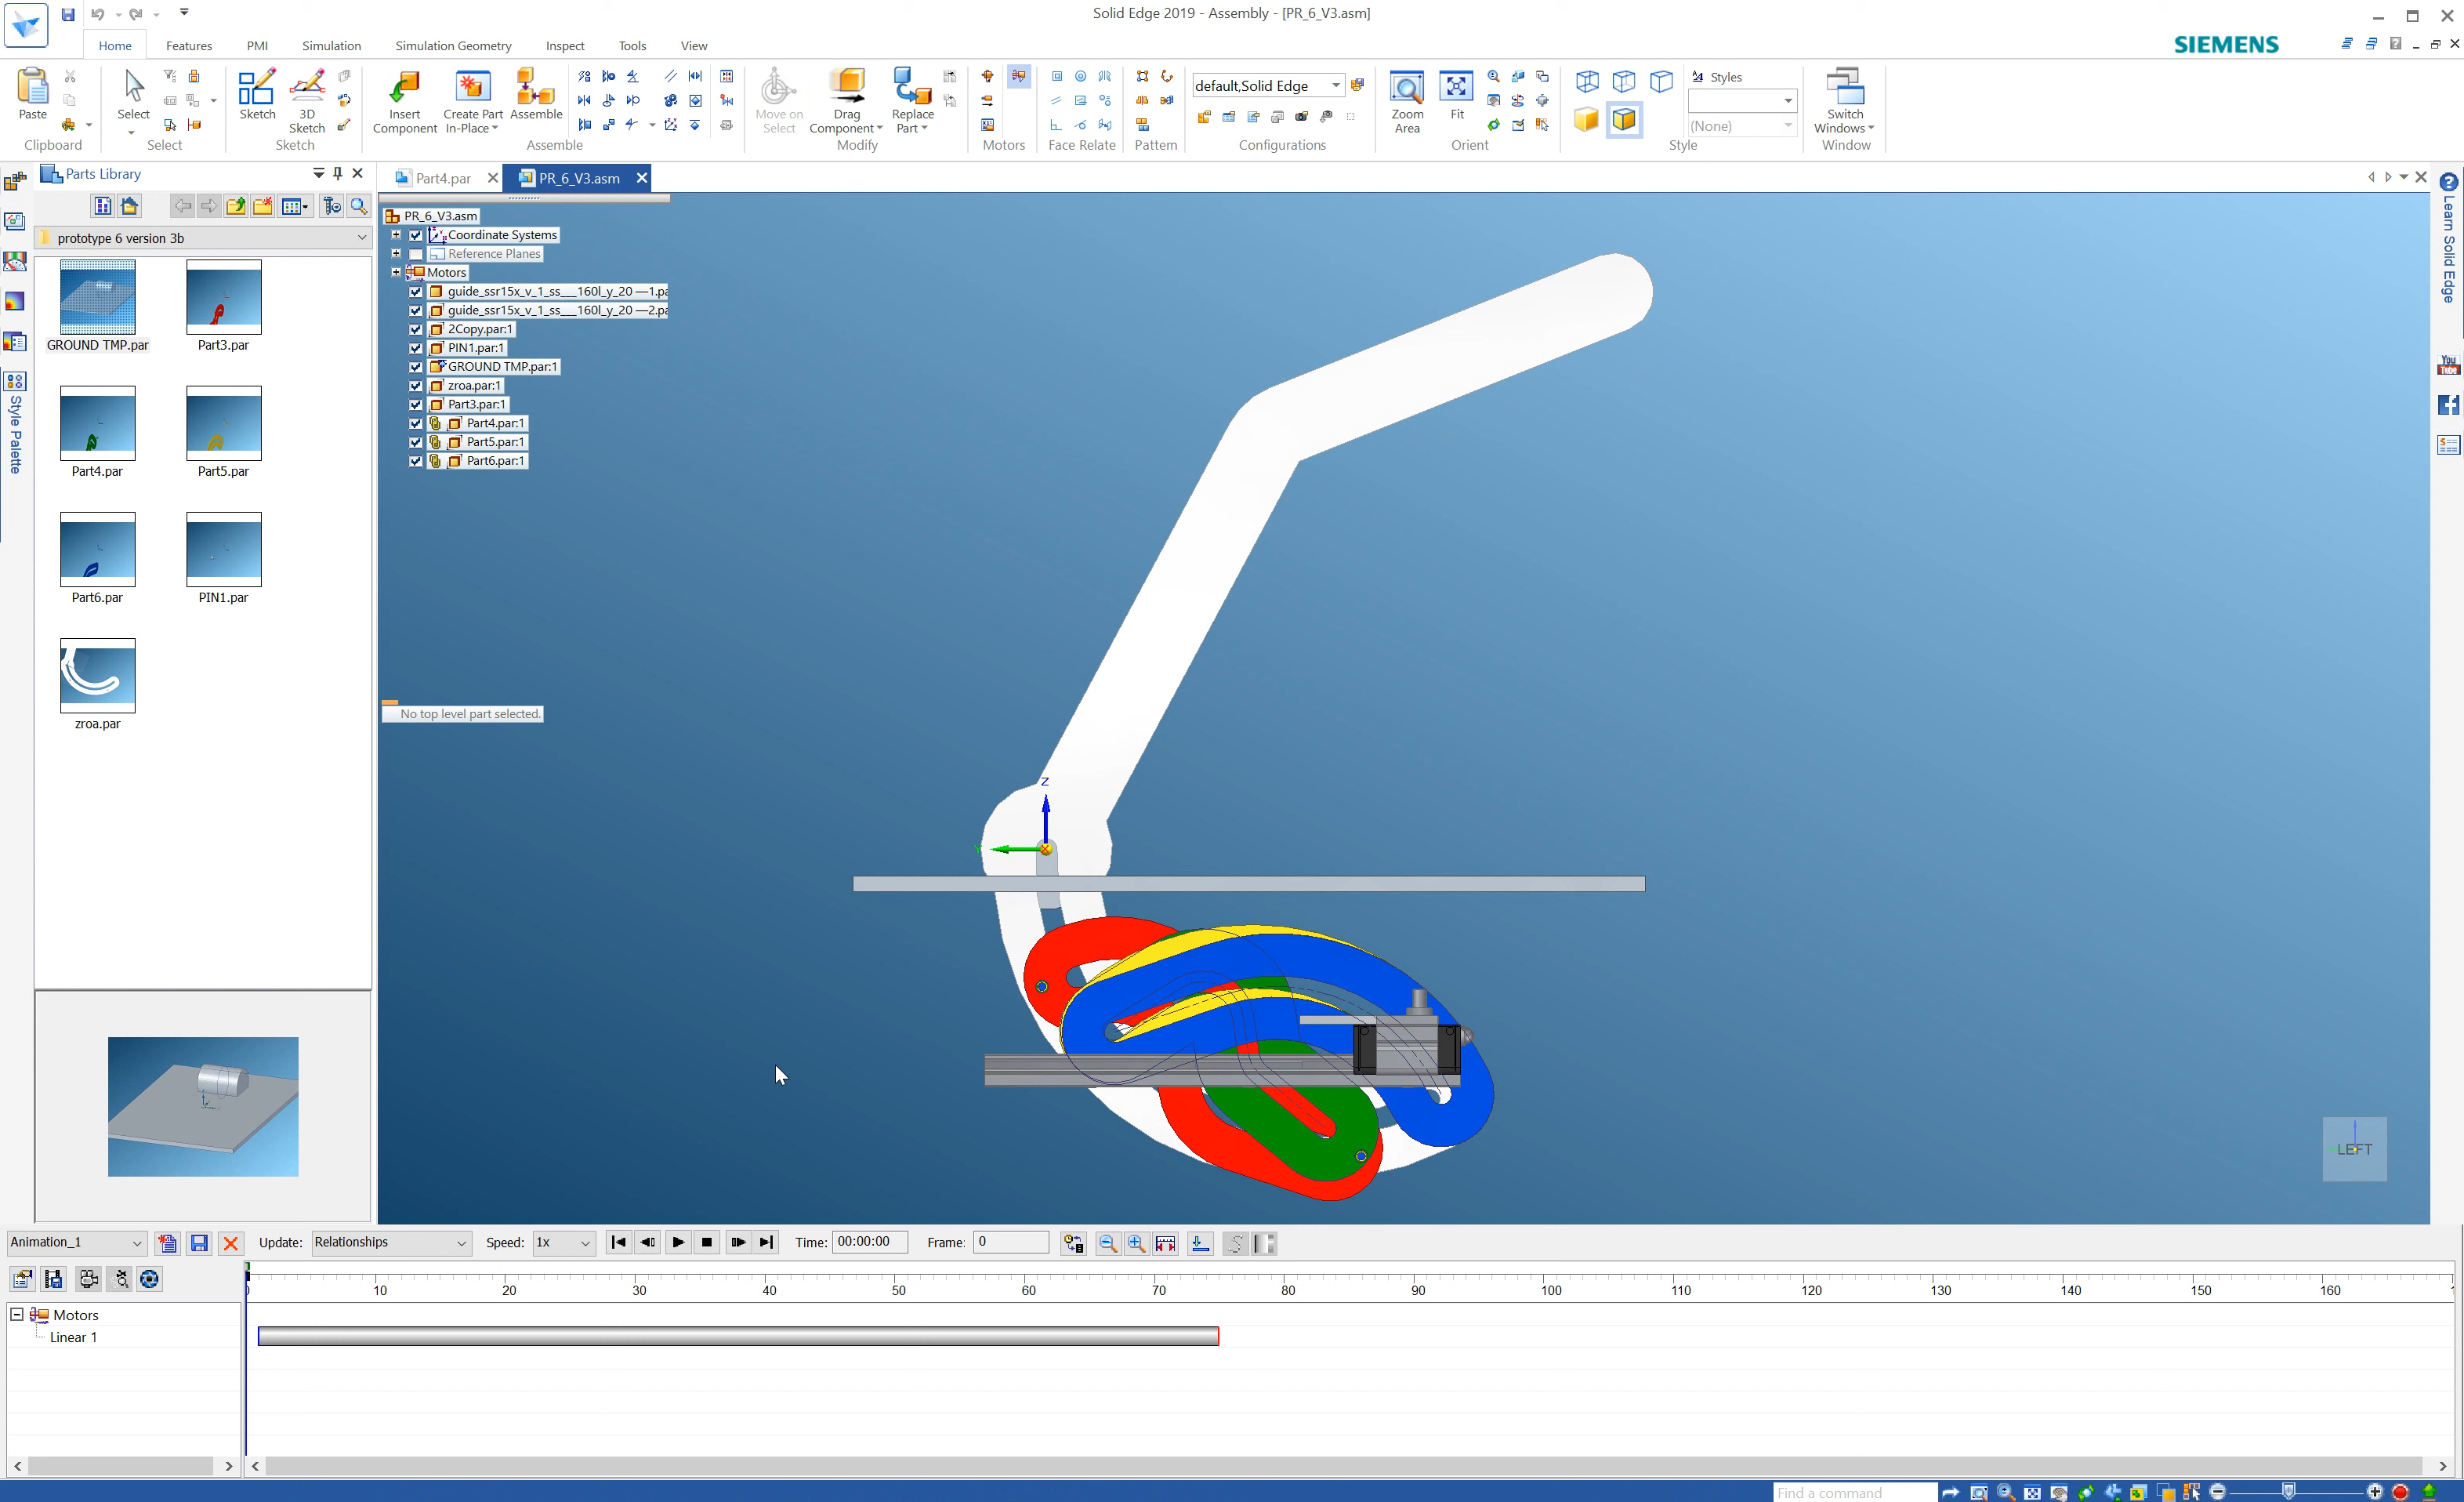 Solid Edge 2019 - Assembly - [PR_6_V3.asm]
Home Features PMI Simulation Simulation Geometry Inspect Tools View
SIEMENS
Paste
Clipboard
Select
Select
Sketch
3D Sketch
Sketch
Insert Component
Create Part In-Place
Assemble
Assemble
Move on Select
Drag Component
Replace Part
Modify
Motors
Face Relate
Pattern
default,Solid Edge
Configurations
Zoom Area
Fit
Orient
Styles
(None)
Style
Switch Windows
Window
Parts Library
prototype 6 version 3b
GROUND TMP.par
Part3.par
Part4.par
Part5.par
Part6.par
PIN1.par
zroa.par
Style Palette
Part4.par
PR_6_V3.asm
PR_6_V3.asm
Coordinate Systems
Reference Planes
Motors
guide_ssr15x_v_1_ss___160l_y_20 —1.pa
guide_ssr15x_v_1_ss___160l_y_20 —2.pa
2Copy.par:1
PIN1.par:1
GROUND TMP.par:1
zroa.par:1
Part3.par:1
Part4.par:1
Part5.par:1
Part6.par:1
No top level part selected.
Z
Y
LEFT
Learn Solid Edge
You Tube
Animation_1
Update: Relationships
Speed: 1x
Time: 00:00:00
Frame: 0
10 20 30 40 50 60 70 80 90 100 110 120 130 140 150 160
Motors
Linear 1
Find a command